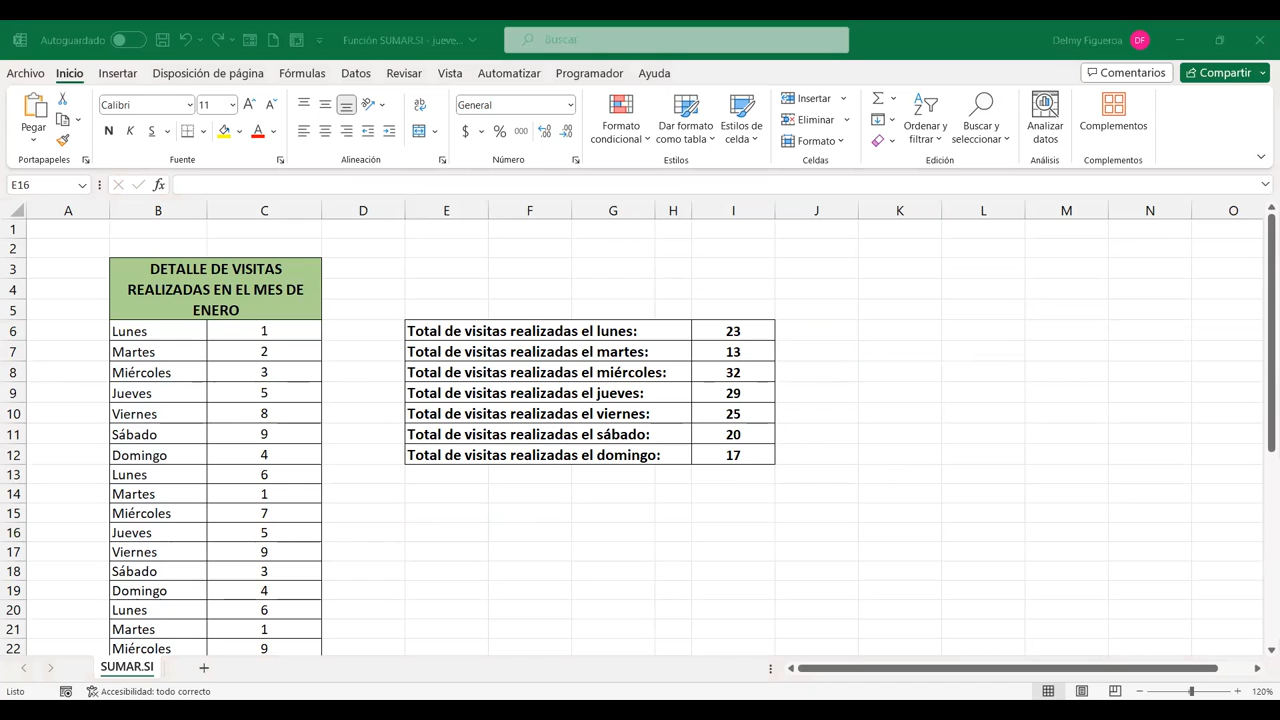 Autoguardado
Función SUMAR.SI - jueve...
Buscar
Delmy Figueroa
DF
Archivo Inicio Insertar Disposición de página Fórmulas Datos Revisar Vista Automatizar Programador Ayuda
Comentarios
Compartir
Pegar
Portapapeles
Calibri
11
N K S
A
Fuente
Alineación
General
$ % 000
Número
Formato condicional
Dar formato como tabla
Estilos de celda
Estilos
Insertar
Eliminar
Formato
Celdas
Ordenar y filtrar
Buscar y seleccionar
Edición
Analizar datos
Análisis
Complementos
Complementos
E16
fx
A B C D E F G H I J K L M N O
1
2
3 DETALLE DE VISITAS
4 REALIZADAS EN EL MES DE
5 ENERO
6 Lunes 1 Total de visitas realizadas el lunes: 23
7 Martes 2 Total de visitas realizadas el martes: 13
8 Miércoles 3 Total de visitas realizadas el miércoles: 32
9 Jueves 5 Total de visitas realizadas el jueves: 29
10 Viernes 8 Total de visitas realizadas el viernes: 25
11 Sábado 9 Total de visitas realizadas el sábado: 20
12 Domingo 4 Total de visitas realizadas el domingo: 17
13 Lunes 6
14 Martes 1
15 Miércoles 7
16 Jueves 5
17 Viernes 9
18 Sábado 3
19 Domingo 4
20 Lunes 6
21 Martes 1
22 Miércoles 9
SUMAR.SI
Listo
Accesibilidad: todo correcto
120%